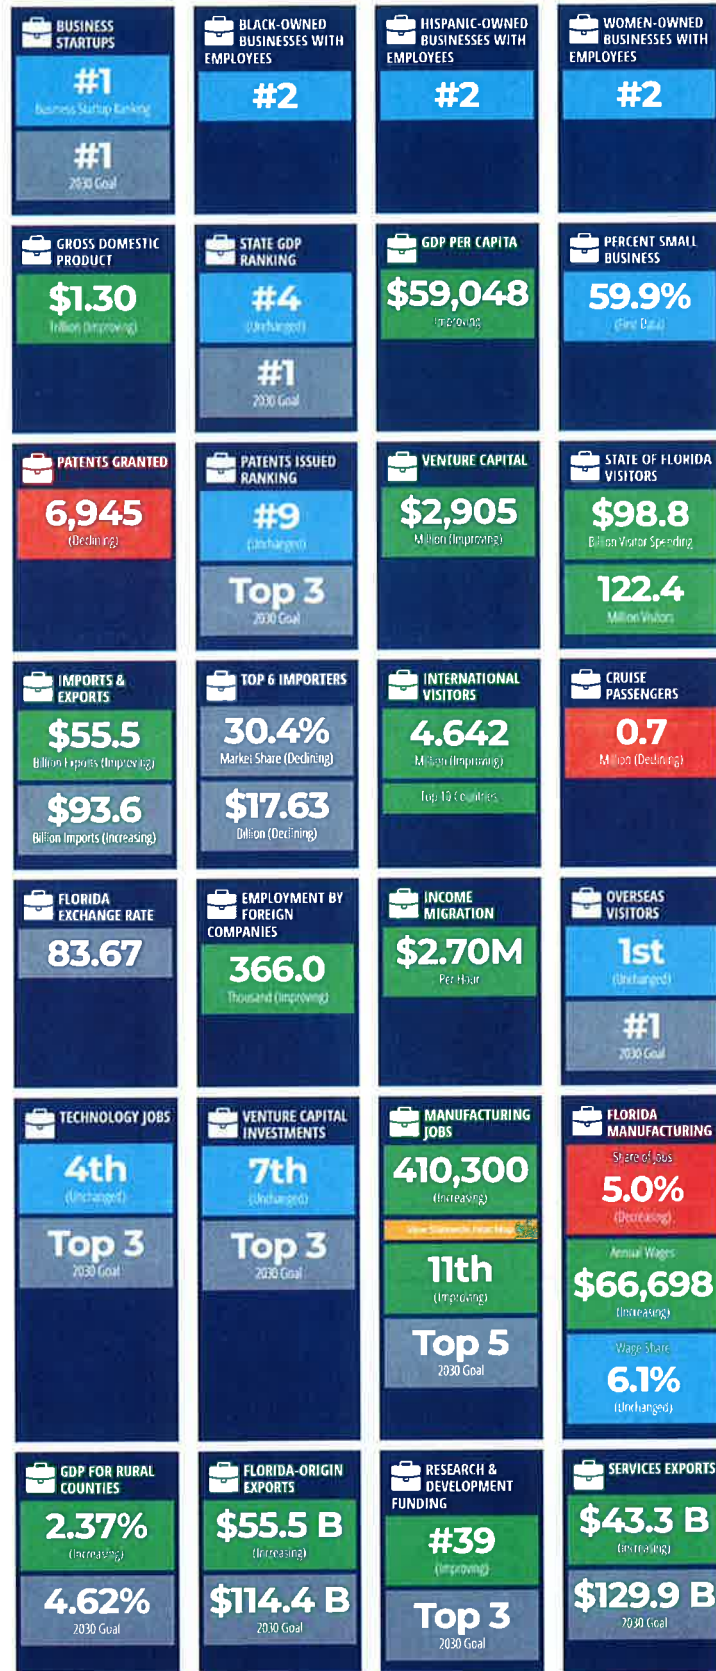 BUSINESS
STARTUPS
#1
Business Startup Ranking
#1
2030 Goal
BLACK-OWNED
BUSINESSES WITH
EMPLOYEES
#2
HISPANIC-OWNED
BUSINESSES WITH
EMPLOYEES
#2
WOMEN-OWNED
BUSINESSES WITH
EMPLOYEES
#2
GROSS DOMESTIC
PRODUCT
$1.30
Trillion (Improving)
STATE GDP
RANKING
#4
(Unchanged)
#1
2030 Goal
GDP PER CAPITA
$59,048
Improving
PERCENT SMALL
BUSINESS
59.9%
(First Data)
PATENTS GRANTED
6,945
(Declining)
PATENTS ISSUED
RANKING
#9
(Unchanged)
Top 3
2030 Goal
VENTURE CAPITAL
$2,905
Million (Improving)
STATE OF FLORIDA
VISITORS
$98.8
Billion Visitor Spending
122.4
Million Visitors
IMPORTS &
EXPORTS
$55.5
Billion Exports (Improving)
$93.6
Billion Imports (Increasing)
TOP 6 IMPORTERS
30.4%
Market Share (Declining)
$17.63
Billion (Declining)
INTERNATIONAL
VISITORS
4.642
Million (Improving)
Top 10 Countries
CRUISE
PASSENGERS
0.7
Million (Declining)
FLORIDA
EXCHANGE RATE
83.67
EMPLOYMENT BY
FOREIGN
COMPANIES
366.0
Thousand (Improving)
INCOME
MIGRATION
$2.70M
Per Hour
OVERSEAS
VISITORS
1st
(Unchanged)
#1
2030 Goal
TECHNOLOGY JOBS
4th
(Unchanged)
Top 3
2030 Goal
VENTURE CAPITAL
INVESTMENTS
7th
(Unchanged)
Top 3
2030 Goal
MANUFACTURING
JOBS
410,300
(Increasing)
11th
(Improving)
Top 5
2030 Goal
FLORIDA
MANUFACTURING
Share of Jobs
5.0%
(Decreasing)
Annual Wages
$66,698
(Increasing)
Wage Share
6.1%
(Unchanged)
GDP FOR RURAL
COUNTIES
2.37%
(Increasing)
4.62%
2030 Goal
FLORIDA-ORIGIN
EXPORTS
$55.5 B
(Increasing)
$114.4 B
2030 Goal
RESEARCH &
DEVELOPMENT
FUNDING
#39
(Improving)
Top 3
2030 Goal
SERVICES EXPORTS
$43.3 B
(Increasing)
$129.9 B
2030 Goal